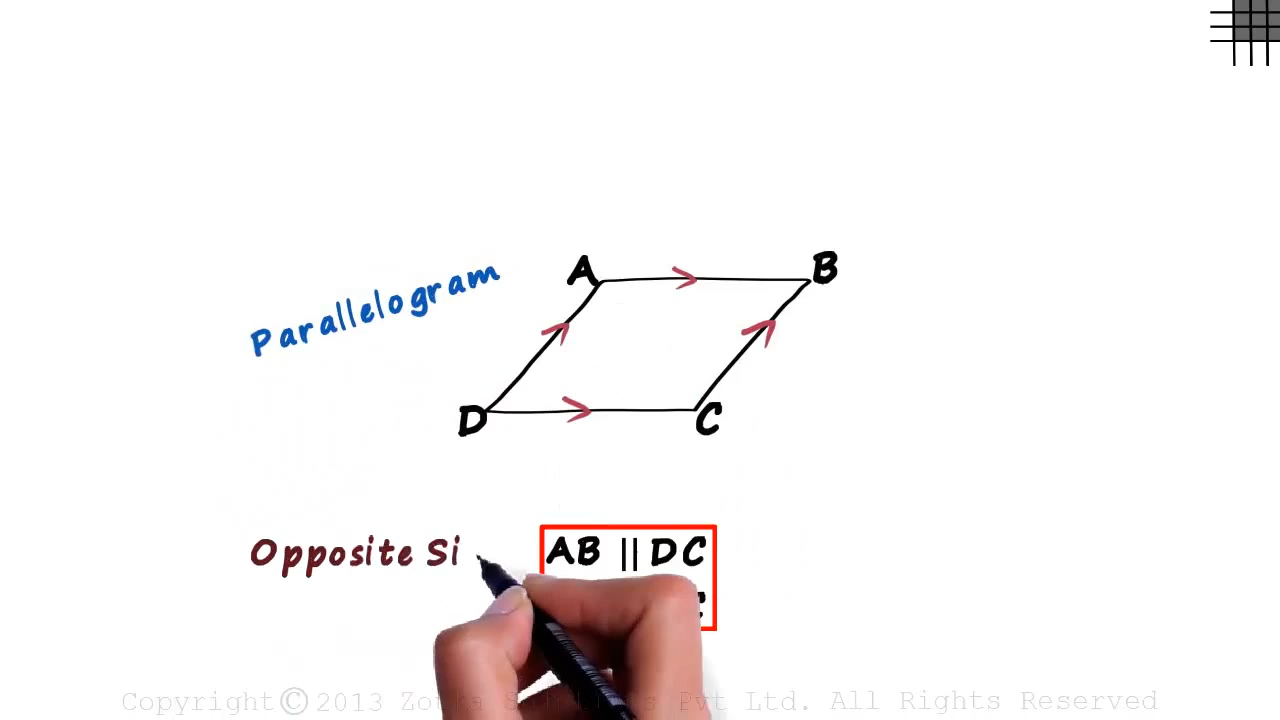 Parallelogram
A
B
D
C
Opposite Si
AB || DC
C
Copyright © 2013 Pvt Ltd. All Rights Reserved